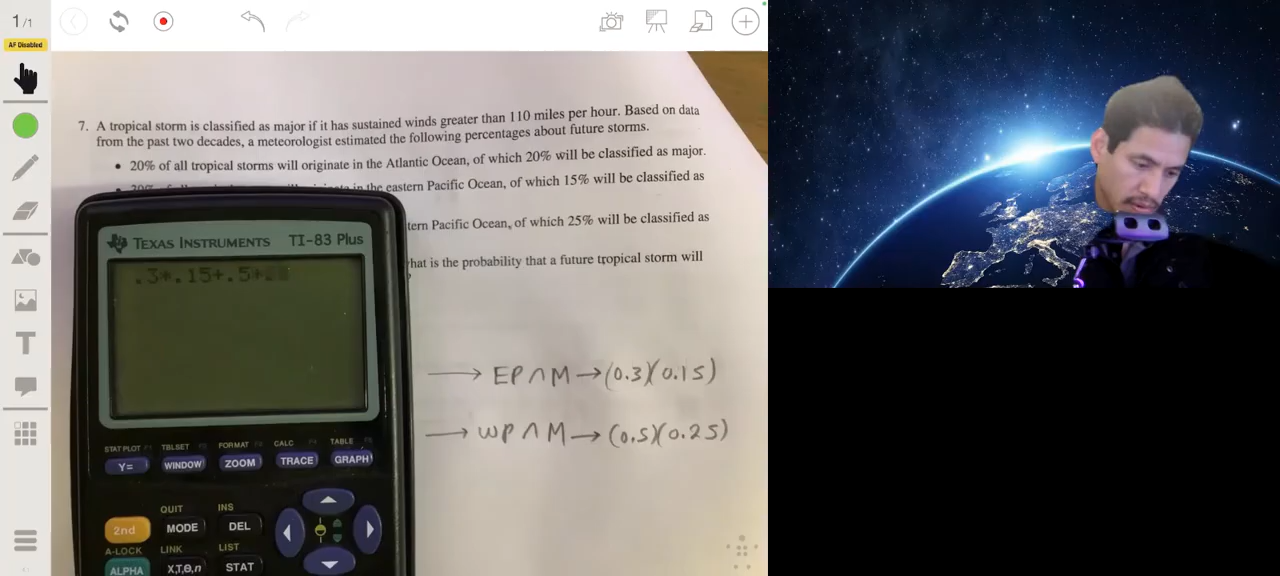 1/1
AF Disabled
7. A tropical storm is classified as major if it has sustained winds greater than 110 miles per hour. Based on data
from the past two decades, a meteorologist estimated the following percentages about future storms.
• 20% of all tropical storms will originate in the Atlantic Ocean, of which 20% will be classified as major.
in the eastern Pacific Ocean, of which 15% will be classified as
tern Pacific Ocean, of which 25% will be classified as
what is the probability that a future tropical storm will
TEXAS INSTRUMENTS TI-83 Plus
.3*.15+.5*.
→ EP∩M→(0.3)(0.15)
→ WP∩M→(0.5)(0.25)
STAT PLOT F1 TBLSET F2 FORMAT F3 CALC F4 TABLE F5
Y= WINDOW ZOOM TRACE GRAPH
QUIT INS
2nd MODE DEL
A-LOCK LINK LIST
ALPHA X,T,Θ,n STAT
T